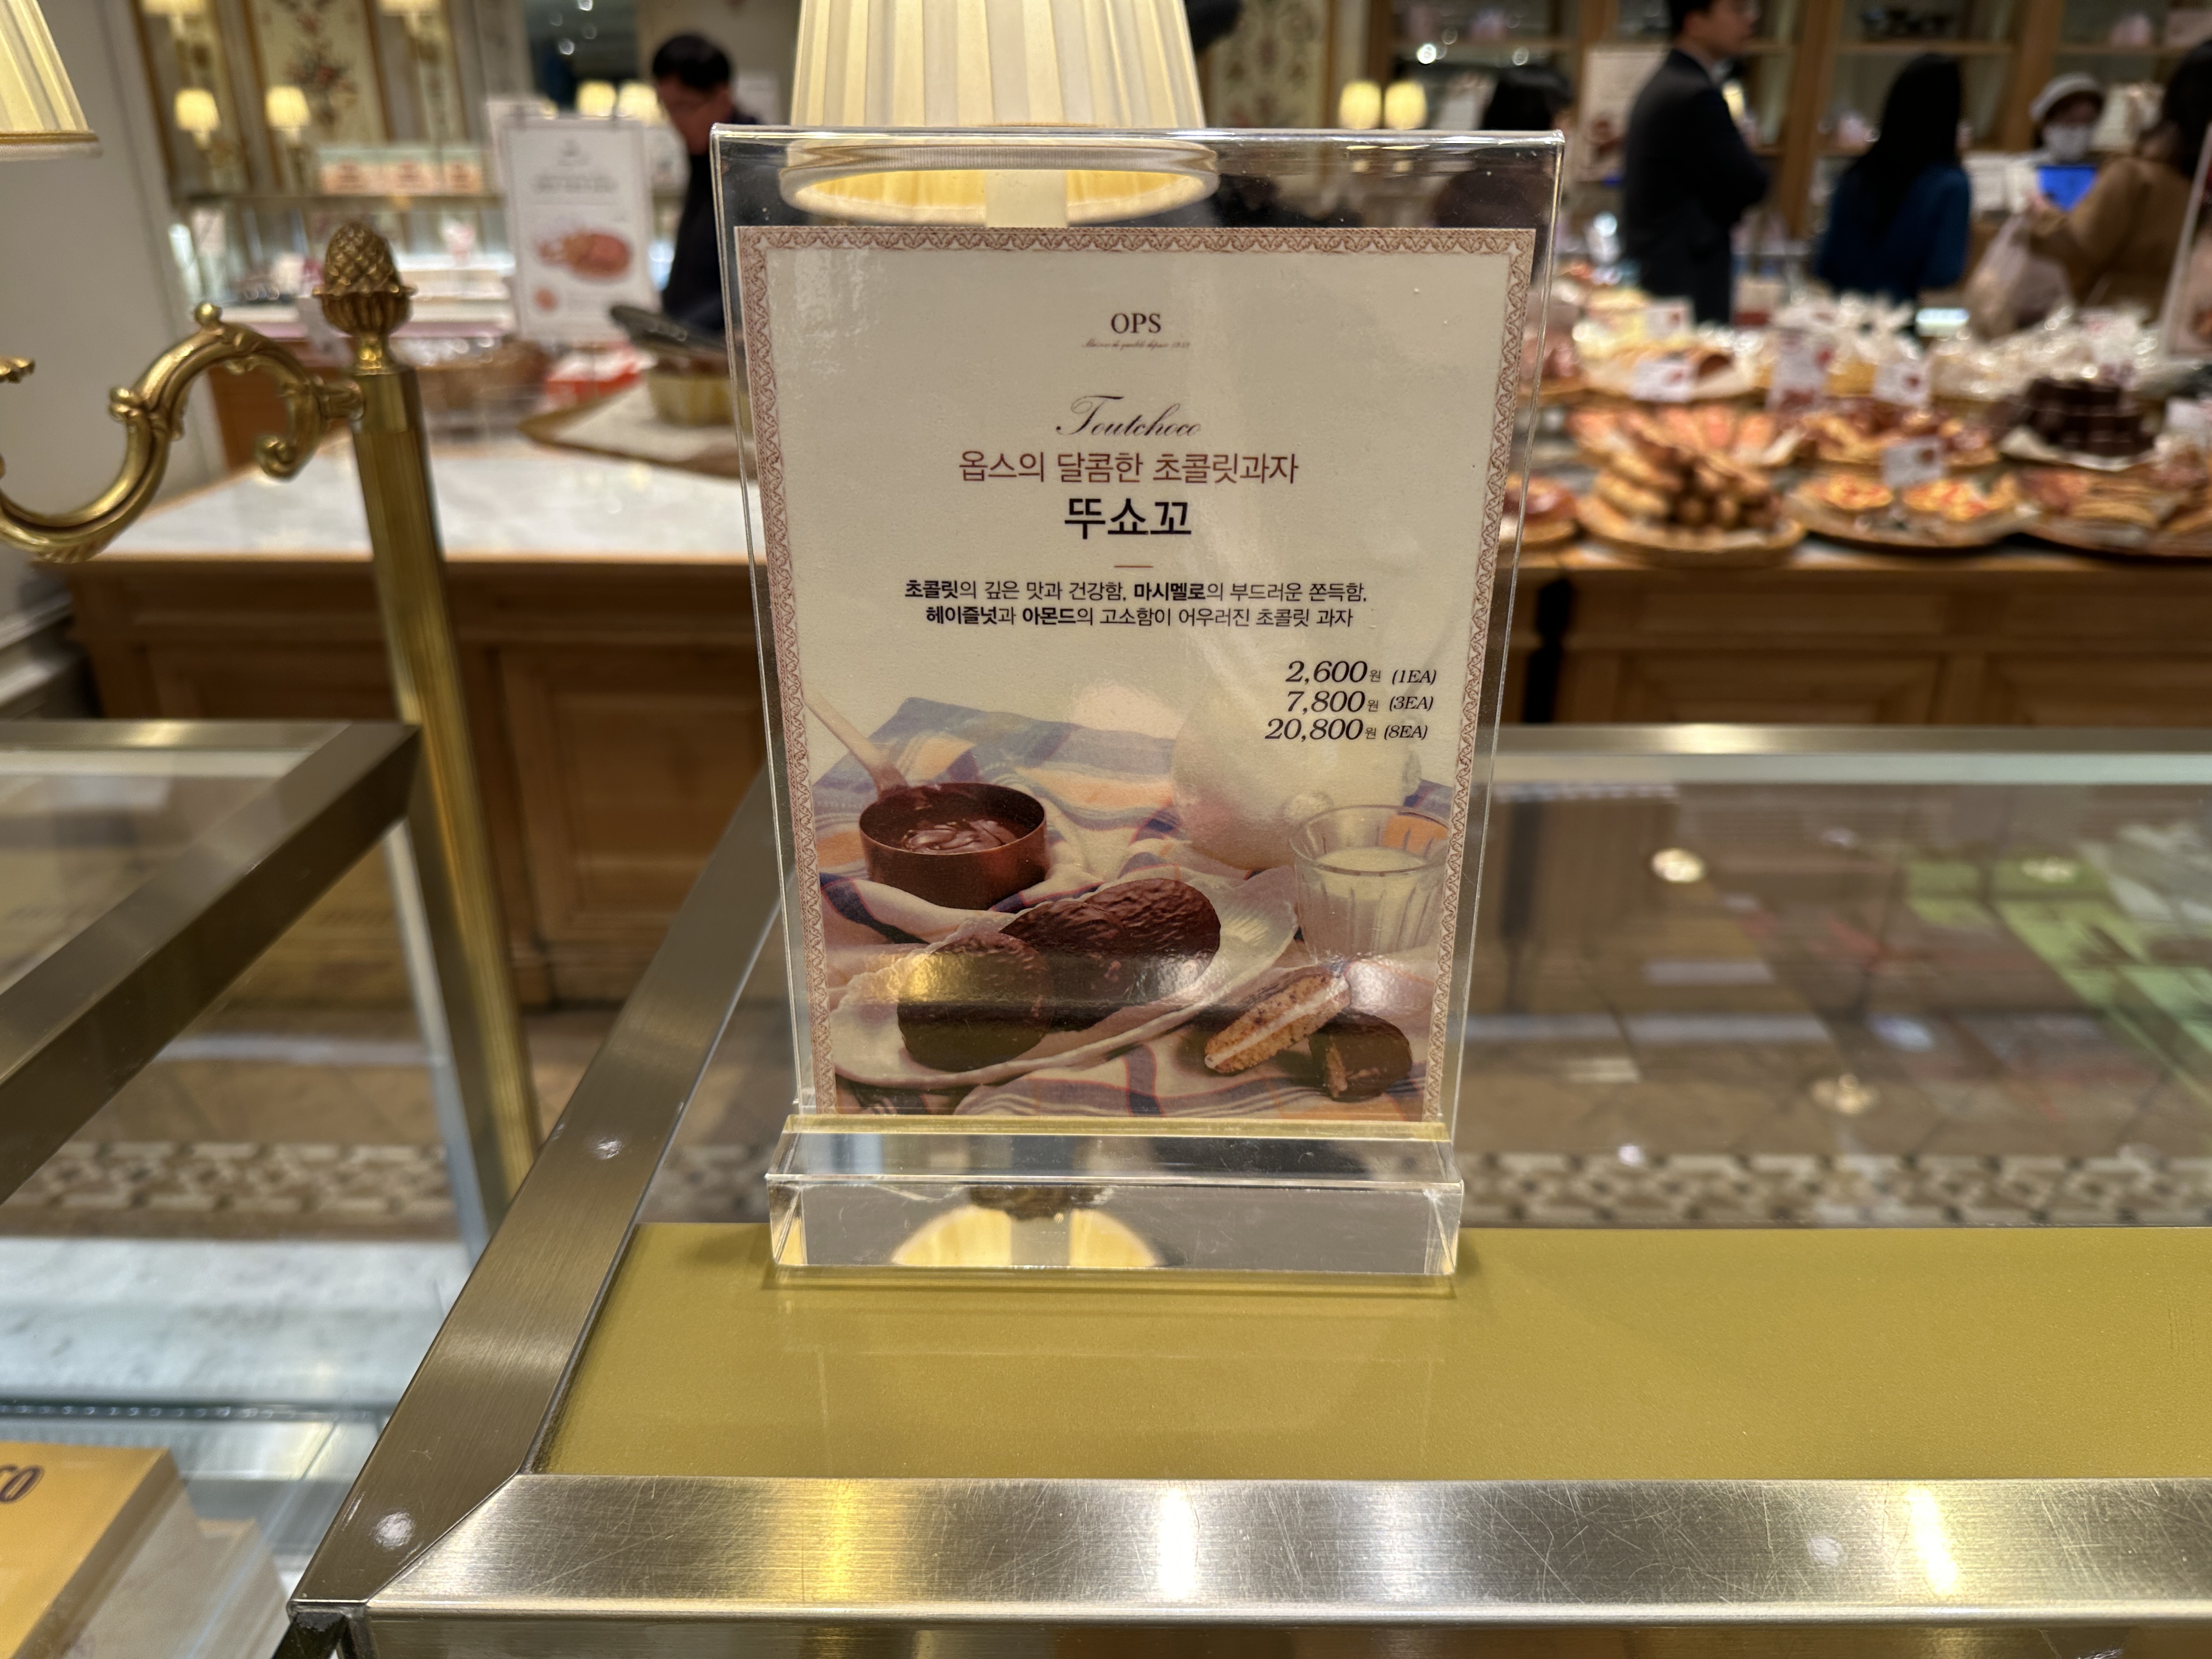 OPS
Toutchoco
옵스의 달콤한 초콜릿과자
뚜쇼꼬
초콜릿의 깊은 맛과 건강함, 마시멜로의 부드러운 쫀득함,
헤이즐넛과 아몬드의 고소함이 어우러진 초콜릿 과자
2,600원 (1EA)
7,800원 (3EA)
20,800원 (8EA)
co